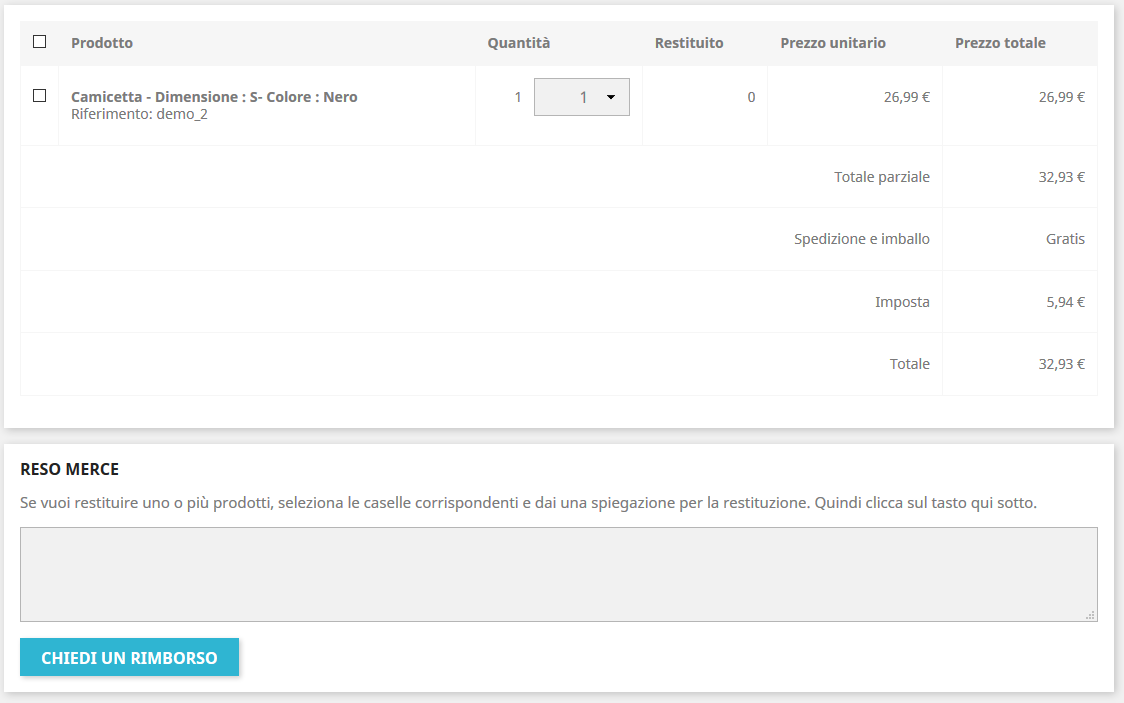 Prodotto Quantità Restituito Prezzo unitario Prezzo totale
Camicetta - Dimensione : S- Colore : Nero 1 1 0 26,99 € 26,99 €
Riferimento: demo_2
Totale parziale 32,93 €
Spedizione e imballo Gratis
Imposta 5,94 €
Totale 32,93 €
RESO MERCE
Se vuoi restituire uno o più prodotti, seleziona le caselle corrispondenti e dai una spiegazione per la restituzione. Quindi clicca sul tasto qui sotto.
CHIEDI UN RIMBORSO